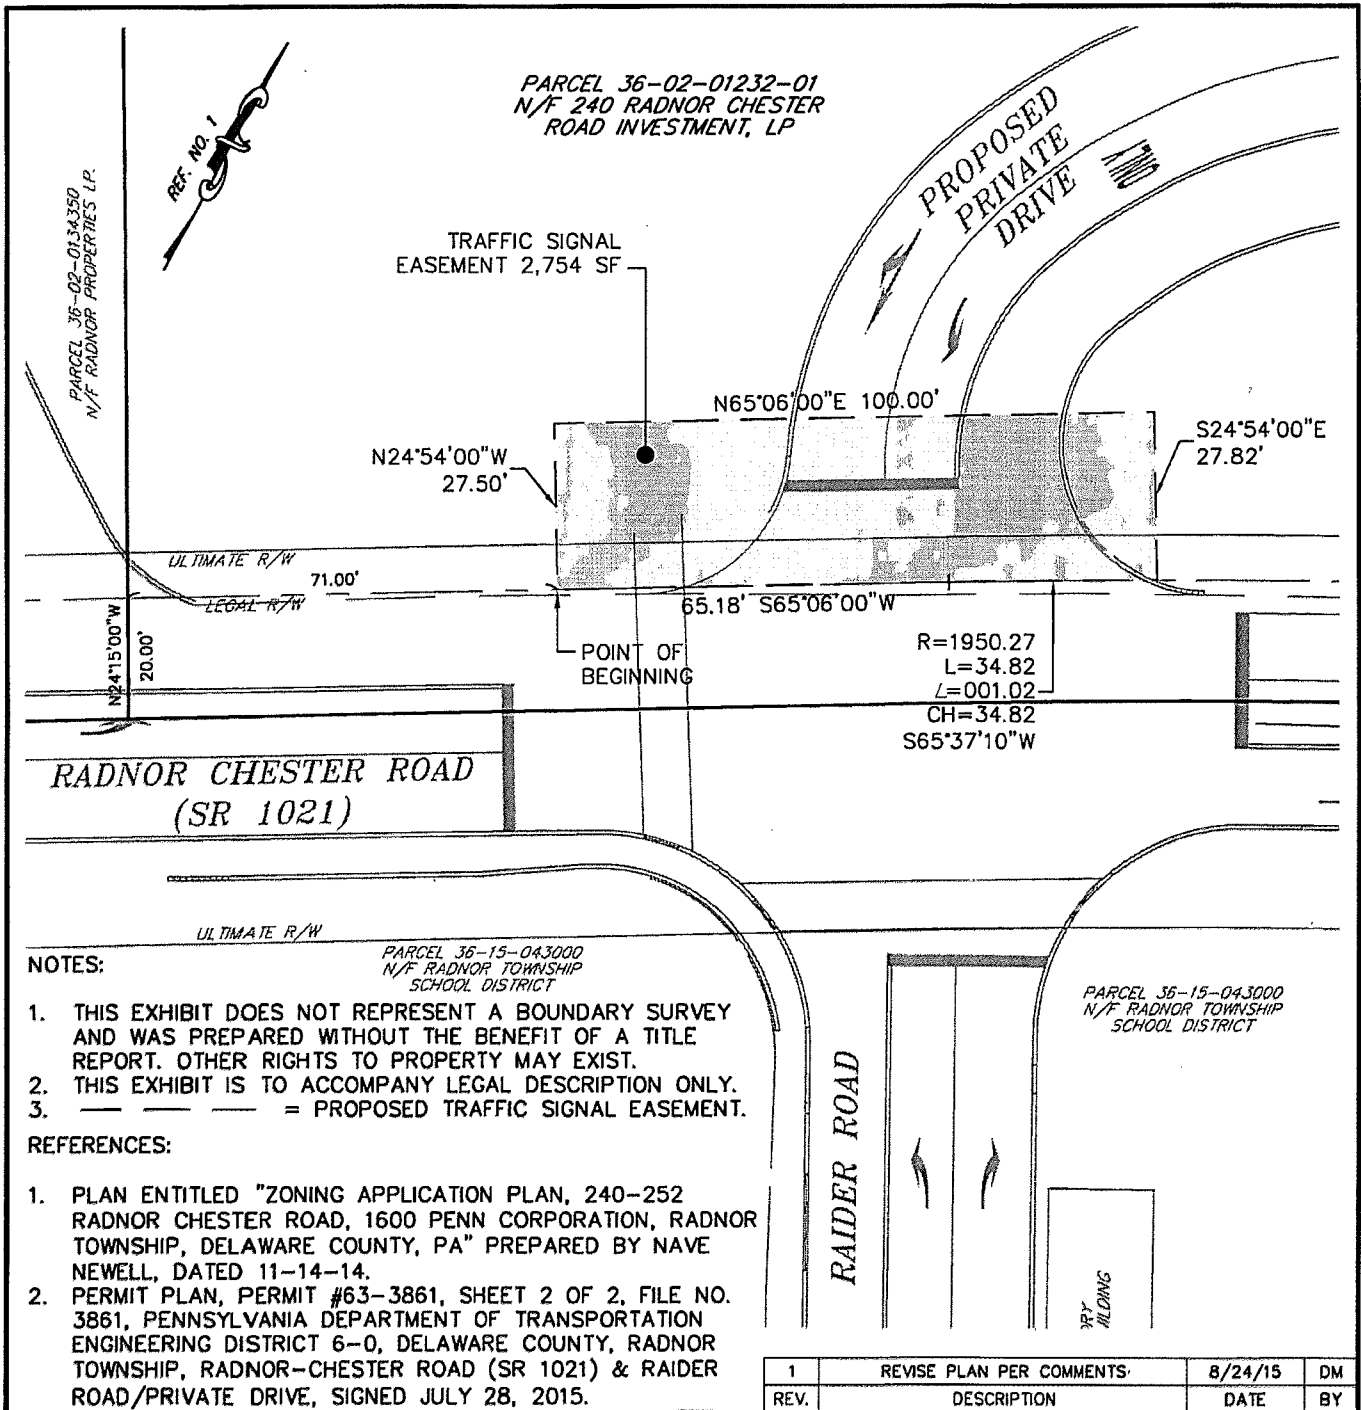 PARCEL 36-02-01232-01
N/F 240 RADNOR CHESTER
ROAD INVESTMENT, LP
REF. NO. 1
PARCEL 36-02-0134350
N/F RADNOR PROPERTIES LP.
PROPOSED
PRIVATE
DRIVE
ONLY
TRAFFIC SIGNAL
EASEMENT 2,754 SF
N65°06'00"E 100.00'
N24°54'00"W
27.50'
S24°54'00"E
27.82'
ULTIMATE R/W
71.00'
LEGAL R/W
N24°15'00"W
20.00'
65.18' S65°06'00"W
POINT OF
BEGINNING
R=1950.27
L=34.82
L=001.02
CH=34.82
S65°37'10"W
RADNOR CHESTER ROAD
(SR 1021)
ULTIMATE R/W
PARCEL 36-15-043000
N/F RADNOR TOWNSHIP
SCHOOL DISTRICT
PARCEL 36-15-043000
N/F RADNOR TOWNSHIP
SCHOOL DISTRICT
RAIDER ROAD
NOTES:
1. THIS EXHIBIT DOES NOT REPRESENT A BOUNDARY SURVEY
AND WAS PREPARED WITHOUT THE BENEFIT OF A TITLE
REPORT. OTHER RIGHTS TO PROPERTY MAY EXIST.
2. THIS EXHIBIT IS TO ACCOMPANY LEGAL DESCRIPTION ONLY.
3. — — — = PROPOSED TRAFFIC SIGNAL EASEMENT.
REFERENCES:
1. PLAN ENTITLED "ZONING APPLICATION PLAN, 240-252
RADNOR CHESTER ROAD, 1600 PENN CORPORATION, RADNOR
TOWNSHIP, DELAWARE COUNTY, PA" PREPARED BY NAVE
NEWELL, DATED 11-14-14.
2. PERMIT PLAN, PERMIT #63-3861, SHEET 2 OF 2, FILE NO.
3861, PENNSYLVANIA DEPARTMENT OF TRANSPORTATION
ENGINEERING DISTRICT 6-0, DELAWARE COUNTY, RADNOR
TOWNSHIP, RADNOR-CHESTER ROAD (SR 1021) & RAIDER
ROAD/PRIVATE DRIVE, SIGNED JULY 28, 2015.
1 REVISE PLAN PER COMMENTS 8/24/15 DM
REV. DESCRIPTION DATE BY